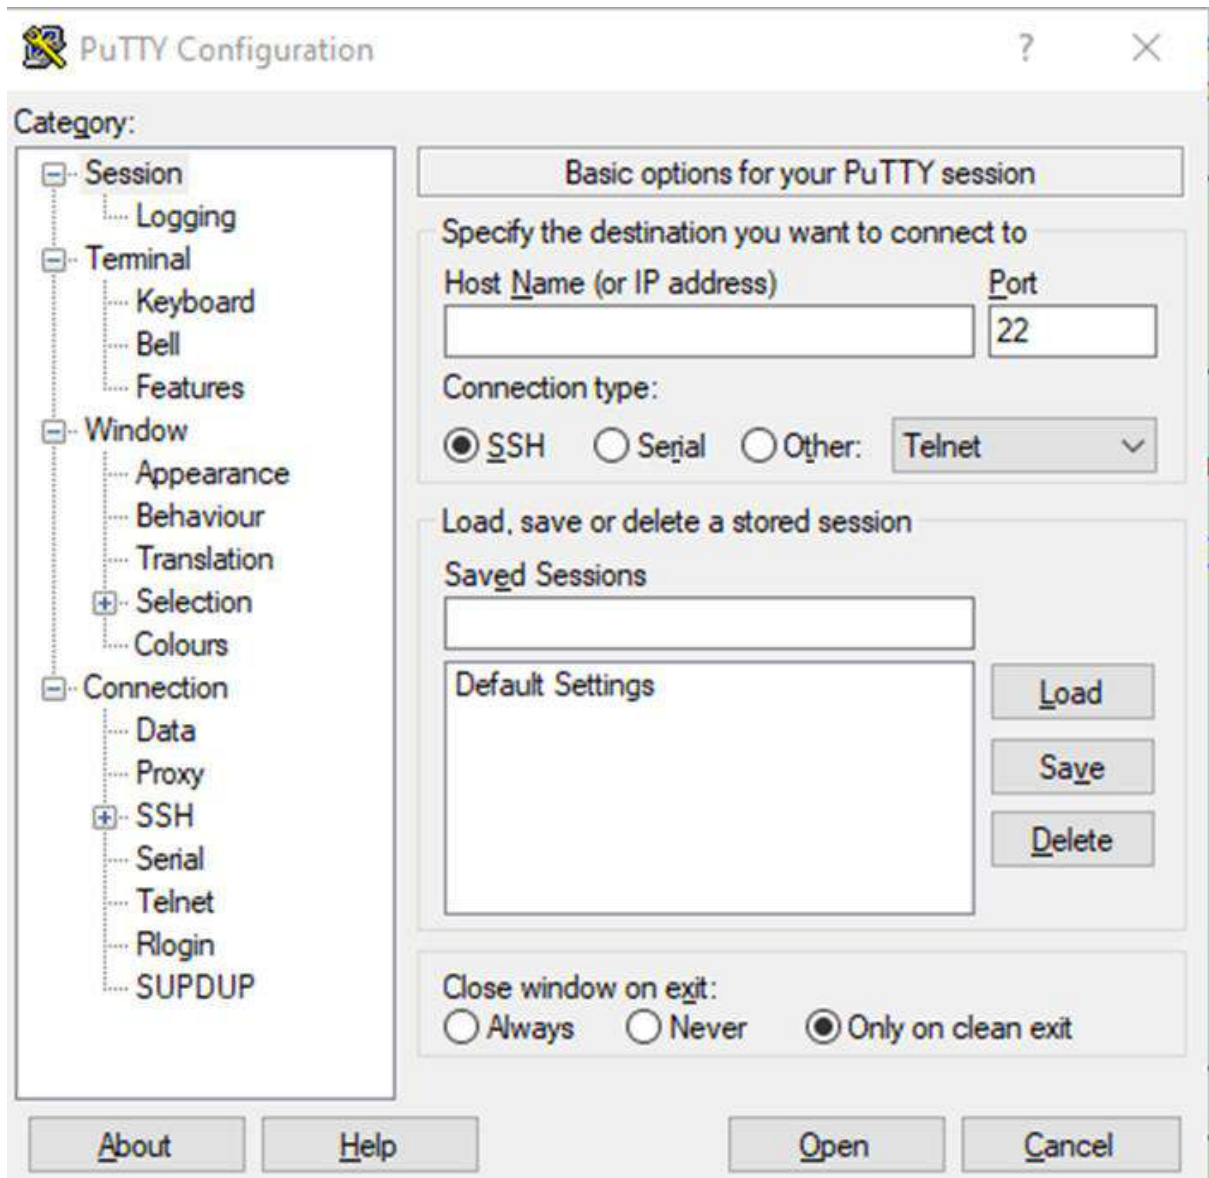 PuTTY Configuration
Category:
Session
Logging
Terminal
Keyboard
Bell
Features
Window
Appearance
Behaviour
Translation
Selection
Colours
Connection
Data
Proxy
SSH
Serial
Telnet
Rlogin
SUPDUP
Basic options for your PuTTY session
Specify the destination you want to connect to
Host Name (or IP address) Port
22
Connection type:
SSH Serial Other: Telnet
Load, save or delete a stored session
Saved Sessions
Default Settings
Load
Save
Delete
Close window on exit:
Always Never Only on clean exit
About Help Open Cancel